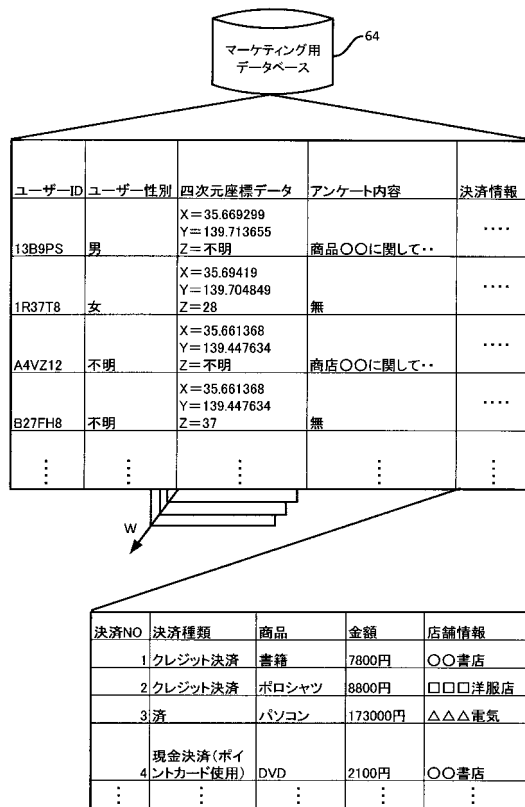 マーケティング用
データベース
64
ユーザーID ユーザー性別 四次元座標データ アンケート内容 決済情報
X=35.669299
Y=139.713655
13B9PS 男 Z=不明 商品〇〇に関して‥ ‥‥
X=35.69419
Y=139.704849
1R37T8 女 Z=28 無 ‥‥
X=35.661368
Y=139.447634
A4VZ12 不明 Z=不明 商店〇〇に関して‥ ‥‥
X=35.661368
Y=139.447634
B27FH8 不明 Z=37 無 ‥‥
⋮ ⋮ ⋮ ⋮ ⋮
W
決済NO 決済種類 商品 金額 店舗情報
1 クレジット決済 書籍 7800円 〇〇書店
2 クレジット決済 ポロシャツ 8800円 □□□洋服店
3 済 パソコン 173000円 △△△電気
現金決済(ポイ
4 ントカード使用) DVD 2100円 〇〇書店
⋮ ⋮ ⋮ ⋮ ⋮